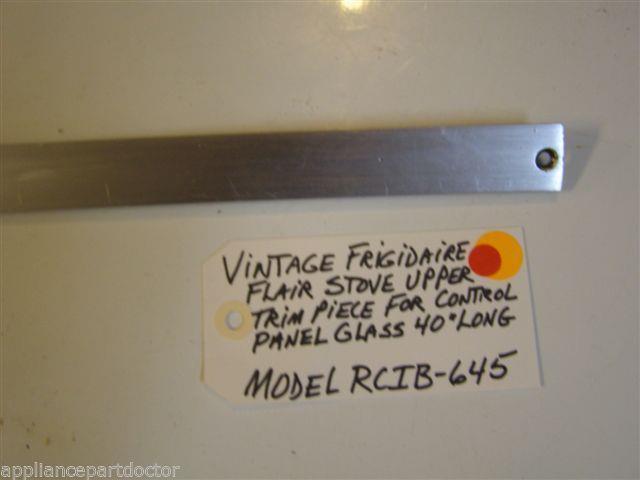 VINTAGE FRIGIDAIRE
FLAIR STOVE UPPER
TRIM PIECE FOR CONTROL
PANEL GLASS 40" LONG
MODEL RCIB-645
appliancepartdoctor